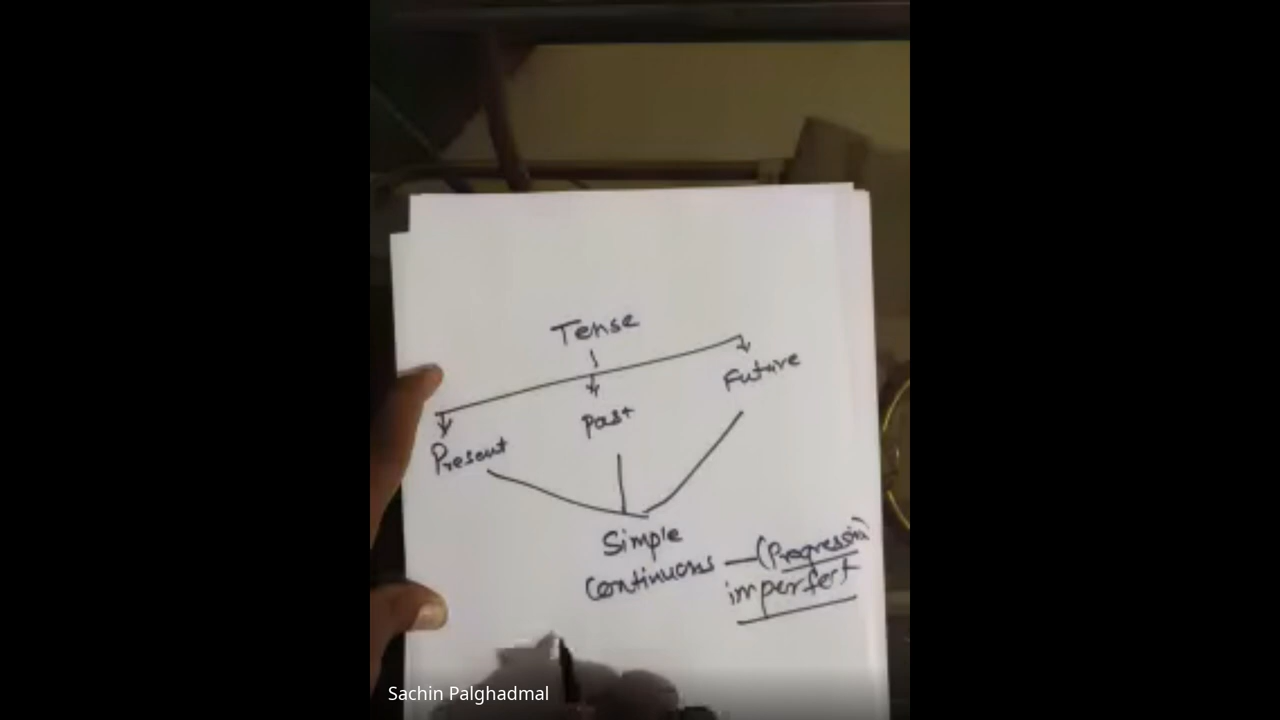 Tense
Present Past Future
Simple
Continuous — (Progressive)
imperfect
Sachin Palghadmal